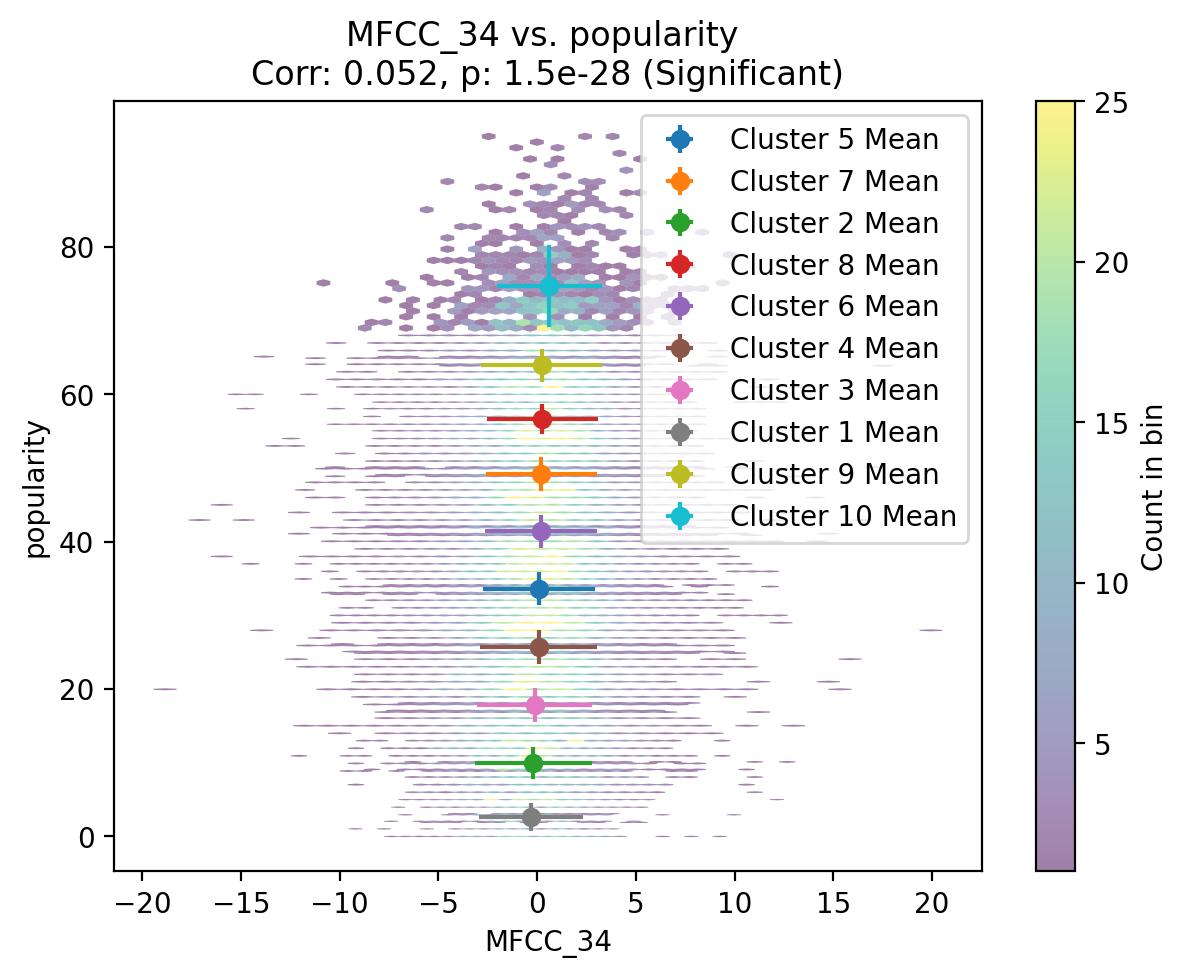 MFCC_34 vs. popularity
Corr: 0.052, p: 1.5e-28 (Significant)
Cluster 5 Mean
Cluster 7 Mean
Cluster 2 Mean
Cluster 8 Mean
Cluster 6 Mean
Cluster 4 Mean
Cluster 3 Mean
Cluster 1 Mean
Cluster 9 Mean
Cluster 10 Mean
popularity
80
60
40
20
0
−20
−15
−10
−5
0
5
10
15
20
MFCC_34
25
20
15
10
5
Count in bin